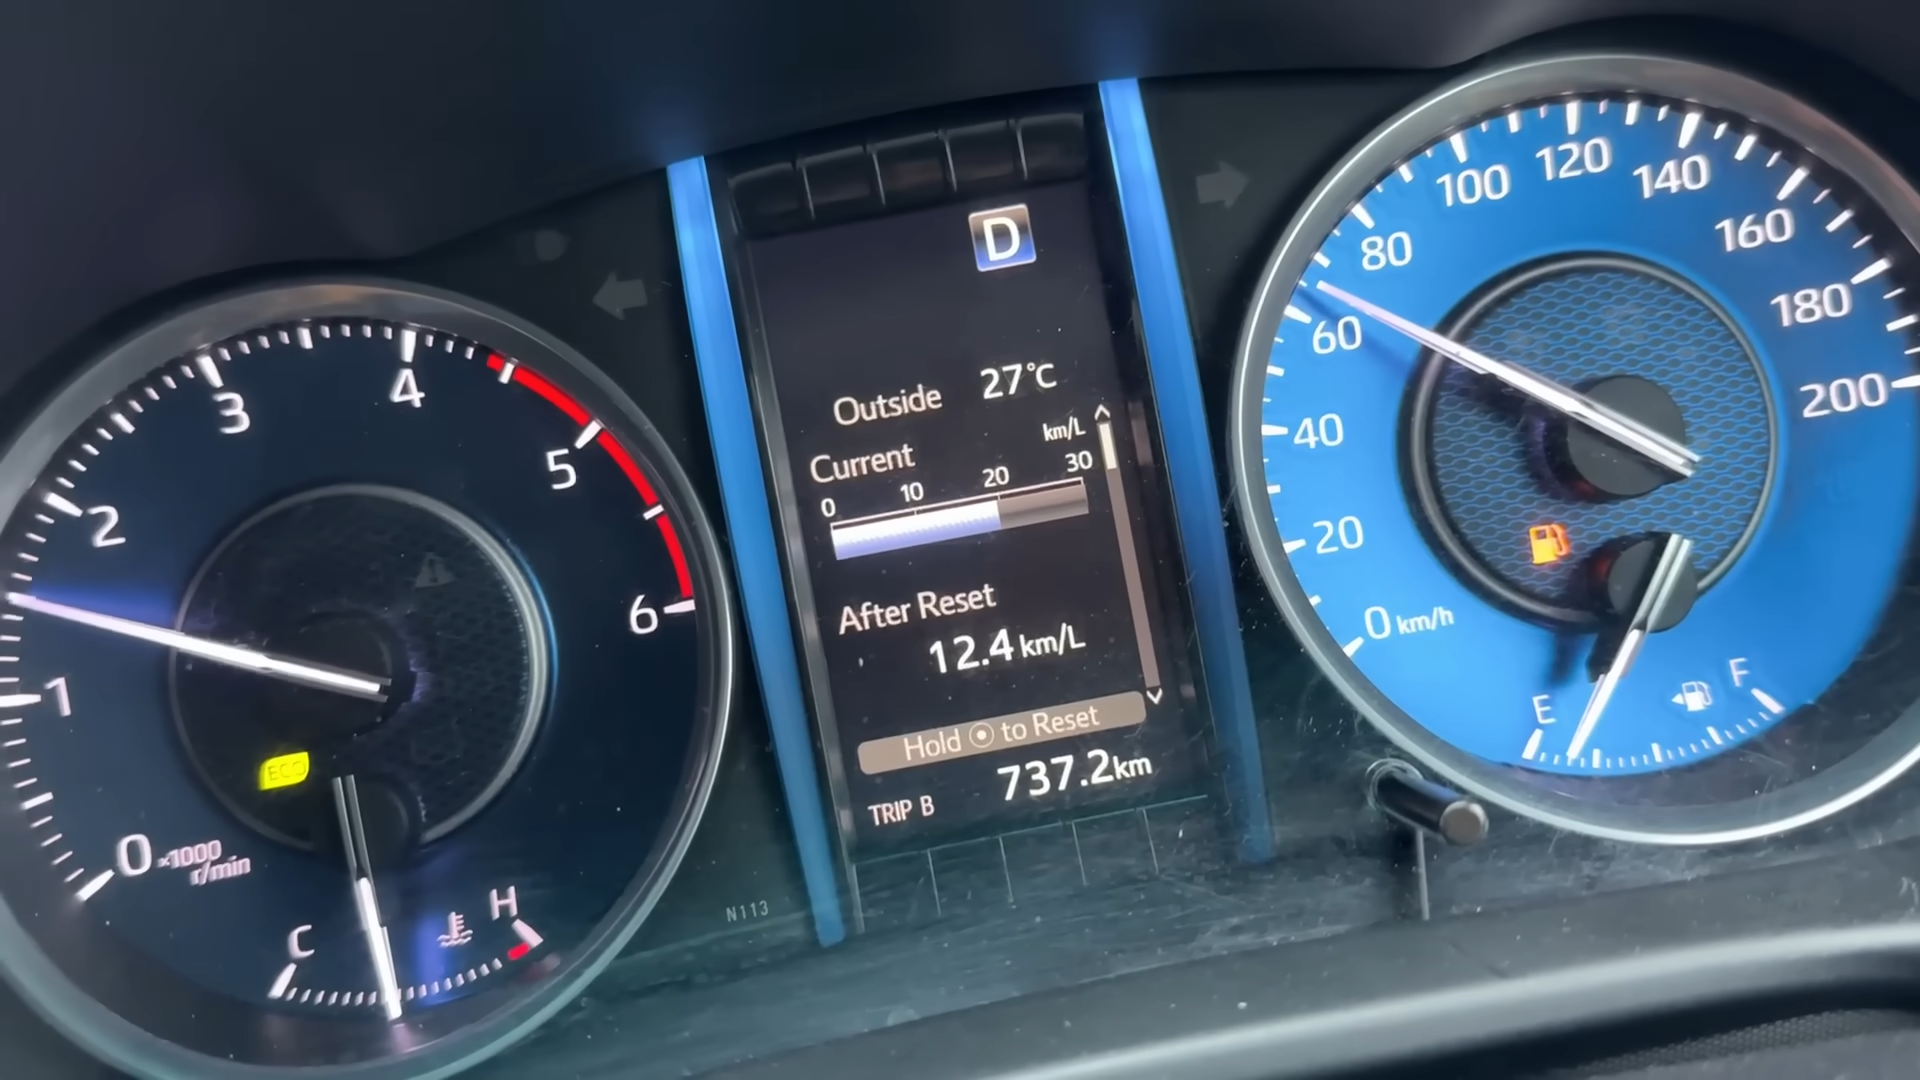 D
Outside 27°C
Current km/L
0 10 20 30
After Reset
12.4 km/L
Hold to Reset
737.2km
TRIP B
N113
0 1 2 3 4 5 6
×1000
r/min
ECO
C H
0 20 40 60 80 100 120 140 160 180 200
km/h
E F